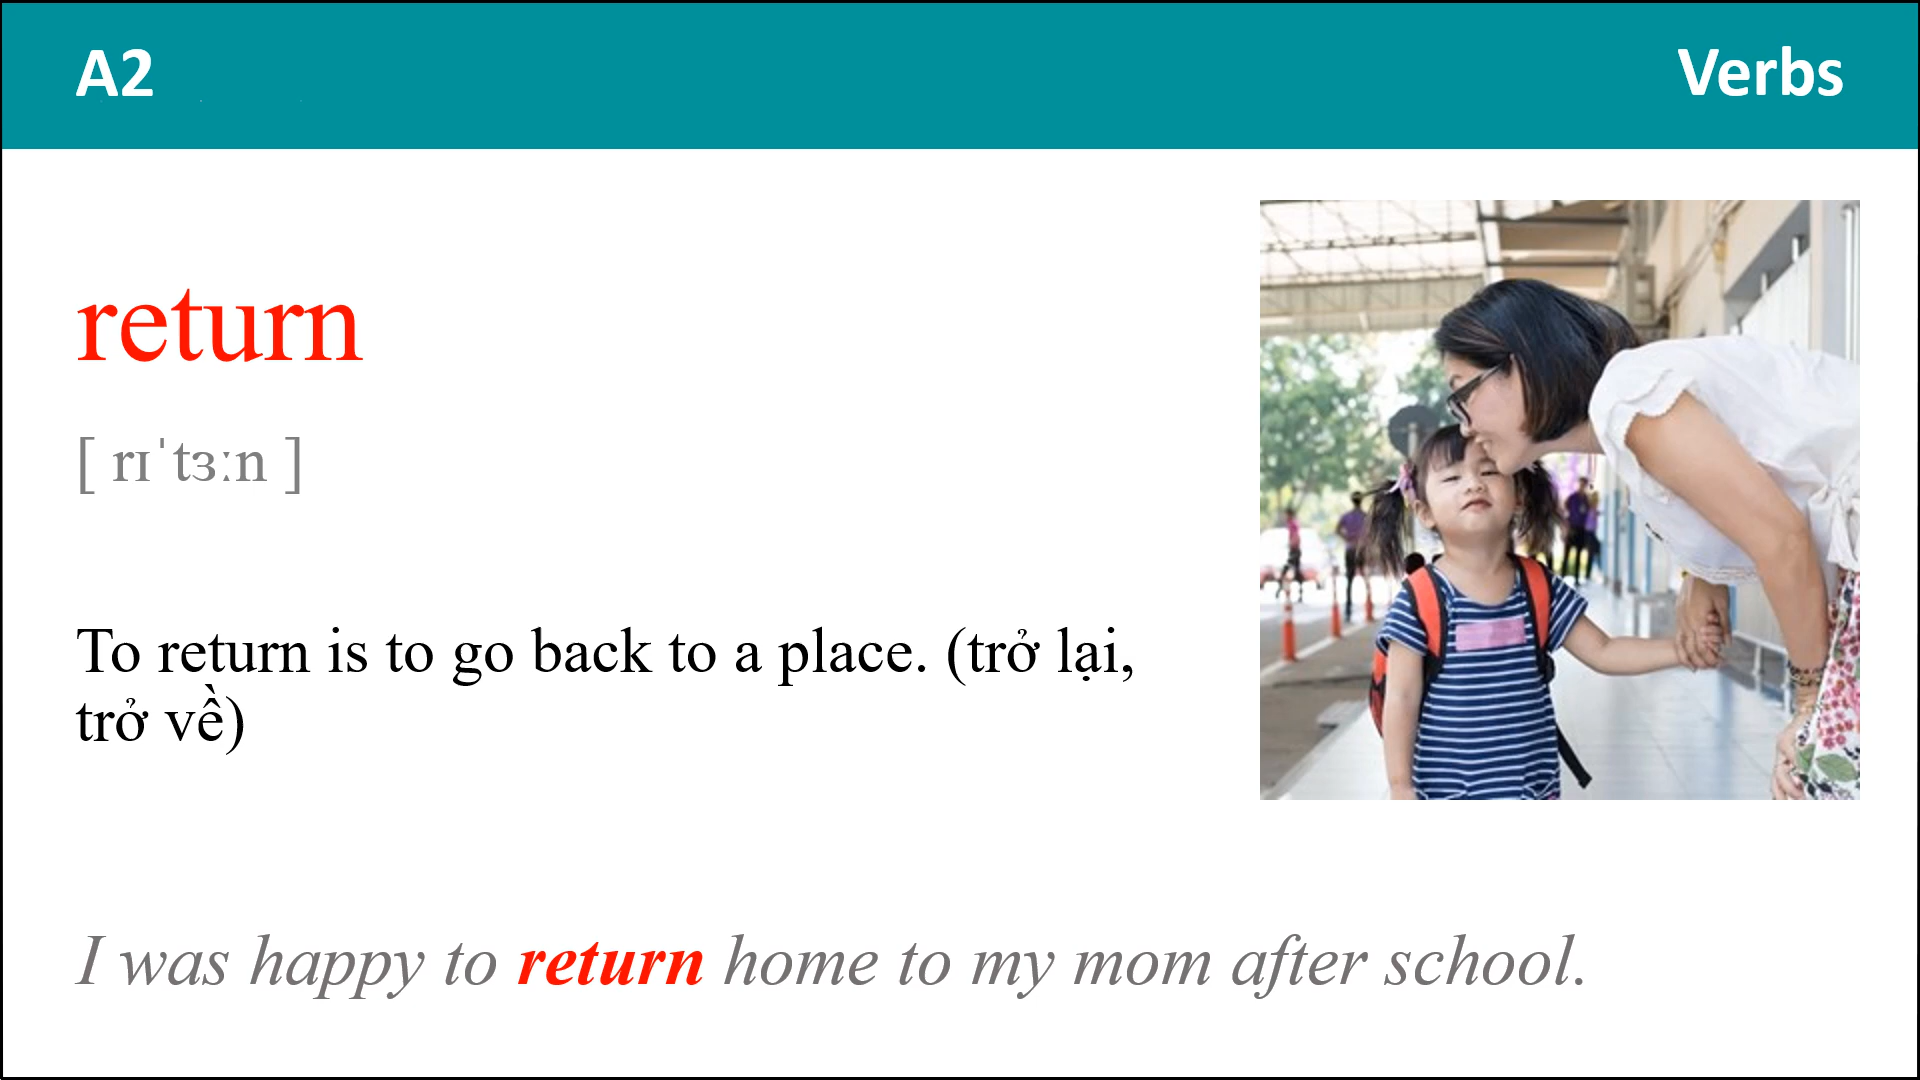 A2
Verbs
return
[ rɪˈtɜːn ]
To return is to go back to a place. (trở lại,
trở về)
I was happy to return home to my mom after school.